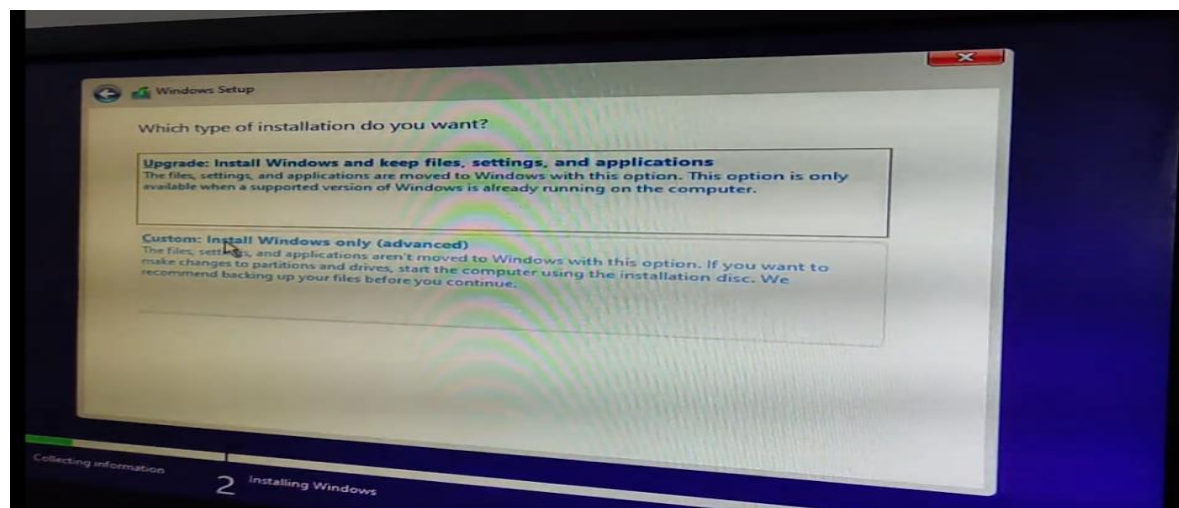 Windows Setup
Which type of installation do you want?
Upgrade: Install Windows and keep files, settings, and applications
The files, settings, and applications are moved to Windows with this option. This option is only
available when a supported version of Windows is already running on the computer.
Custom: Install Windows only (advanced)
The files, settings, and applications aren't moved to Windows with this option. If you want to
make changes to partitions and drives, start the computer using the installation disc. We
recommend backing up your files before you continue.
Collecting information
2 Installing Windows